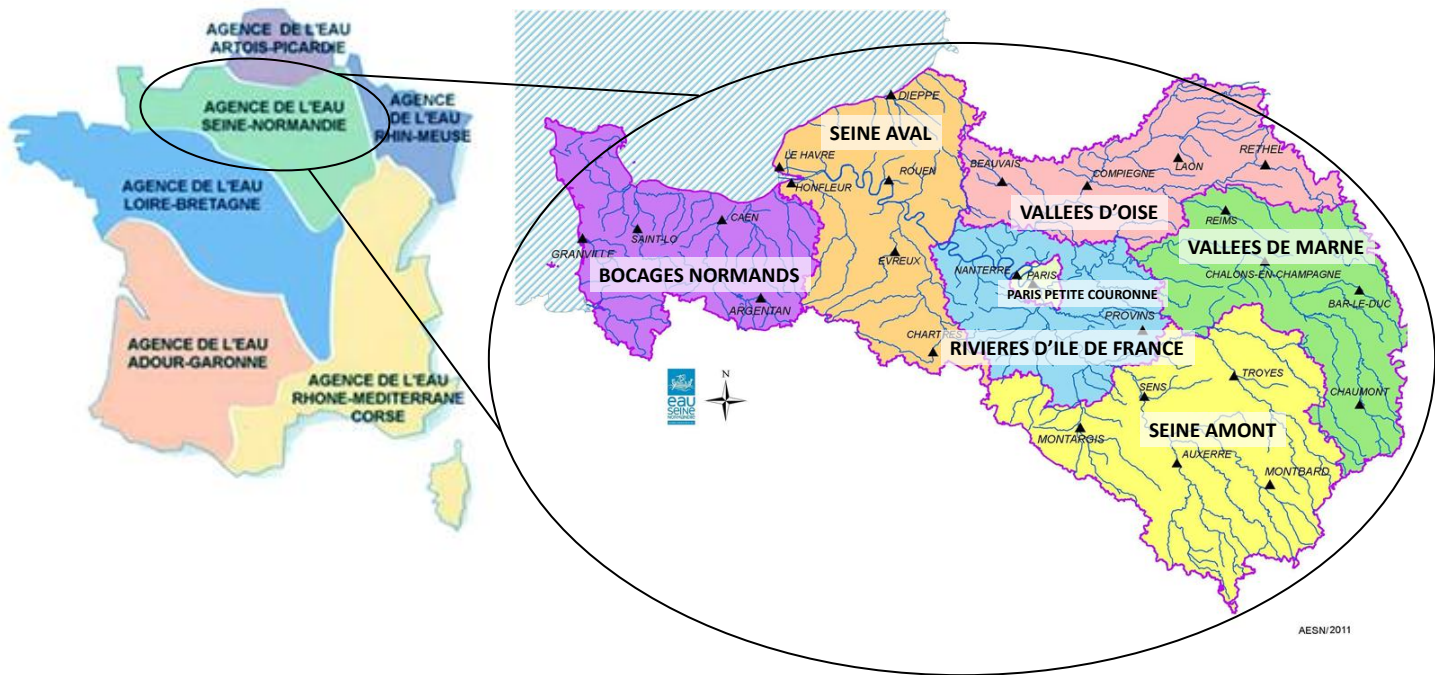 AGENCE DE L'EAU
ARTOIS-PICARDIE
AGENCE DE L'EAU
SEINE-NORMANDIE
AGENCE
DE L'EAU
RHIN-MEUSE
AGENCE DE L'EAU
LOIRE-BRETAGNE
AGENCE DE L'EAU
ADOUR-GARONNE
AGENCE DE L'EAU
RHONE-MEDITERRANE
CORSE
DIEPPE
SEINE AVAL
LE HAVRE
ROUEN
HONFLEUR
BEAUVAIS
COMPIEGNE
LAON
RETHEL
VALLEES D'OISE
REIMS
CAEN
SAINT-LO
GRANVILLE
BOCAGES NORMANDS
ARGENTAN
EVREUX
VALLEES DE MARNE
CHALONS-EN-CHAMPAGNE
BAR-LE-DUC
NANTERRE
PARIS
PARIS PETITE COURONNE
PROVINS
CHARTRES
RIVIERES D'ILE DE FRANCE
TROYES
SENS
CHAUMONT
MONTARGIS
SEINE AMONT
AUXERRE
MONTBARD
N
eau
SEINE
NORMANDIE
AESN/2011